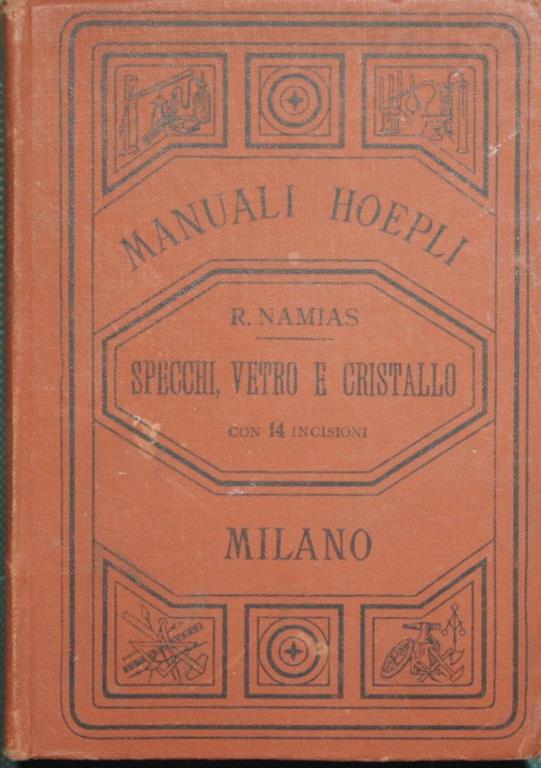 MANUALI HOEPLI
R. NAMIAS
SPECCHI, VETRO E CRISTALLO
CON 14 INCISIONI
MILANO